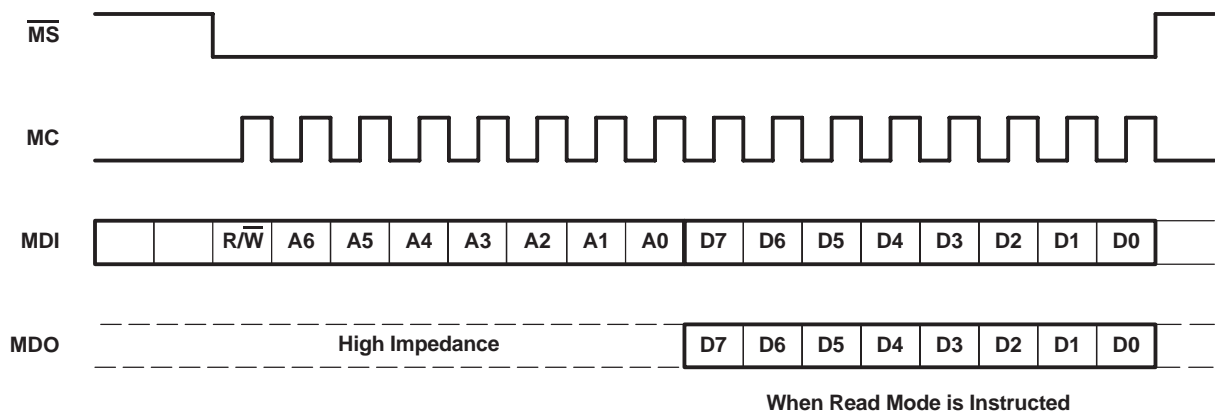 M̅S̅
MC
MDI R/W̅ A6 A5 A4 A3 A2 A1 A0 D7 D6 D5 D4 D3 D2 D1 D0
MDO High Impedance D7 D6 D5 D4 D3 D2 D1 D0
When Read Mode is Instructed